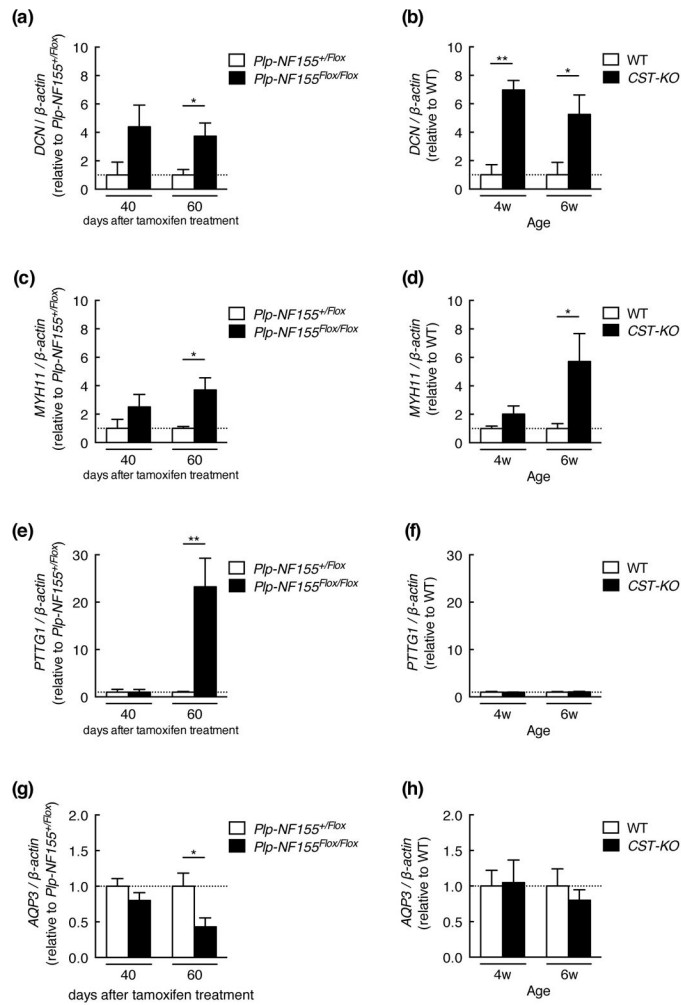 (a)
DCN / β-actin
(relative to Plp-NF155+/Flox)
10
8
6
4
2
0
*
40
60
days after tamoxifen treatment
Plp-NF155+/Flox
Plp-NF155Flox/Flox
(b)
DCN / β-actin
(relative to WT)
10
8
6
4
2
0
**
*
4w
6w
Age
WT
CST-KO
(c)
MYH11 / β-actin
(relative to Plp-NF155+/Flox)
10
8
6
4
2
0
*
40
60
days after tamoxifen treatment
Plp-NF155+/Flox
Plp-NF155Flox/Flox
(d)
MYH11 / β-actin
(relative to WT)
10
8
6
4
2
0
*
4w
6w
Age
WT
CST-KO
(e)
PTTG1 / β-actin
(relative to Plp-NF155+/Flox)
30
20
10
0
**
40
60
days after tamoxifen treatment
Plp-NF155+/Flox
Plp-NF155Flox/Flox
(f)
PTTG1 / β-actin
(relative to WT)
30
20
10
0
4w
6w
Age
WT
CST-KO
(g)
AQP3 / β-actin
(relative to Plp-NF155+/Flox)
2.0
1.5
1.0
0.5
0
*
40
60
days after tamoxifen treatment
Plp-NF155+/Flox
Plp-NF155Flox/Flox
(h)
AQP3 / β-actin
(relative to WT)
2.0
1.5
1.0
0.5
0
4w
6w
Age
WT
CST-KO